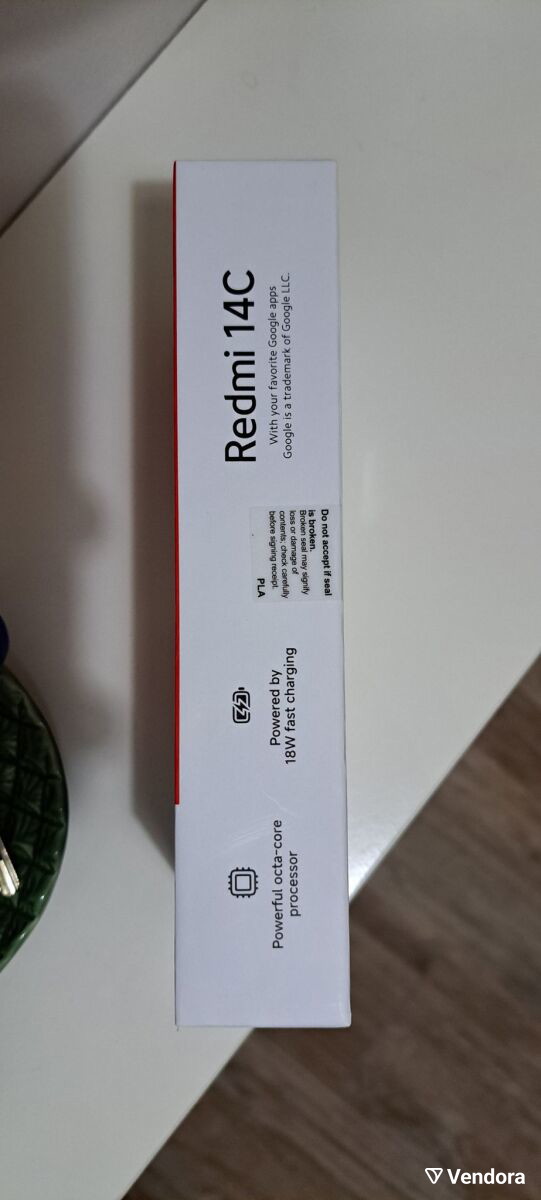 Redmi 14C
With your favorite Google apps
Google is a trademark of Google LLC.
Do not accept if seal
is broken.
Broken seal may signify
loss or damage of
contents; check carefully
before signing receipt.
PLA
Powered by
18W fast charging
Powerful octa-core
processor
Vendora